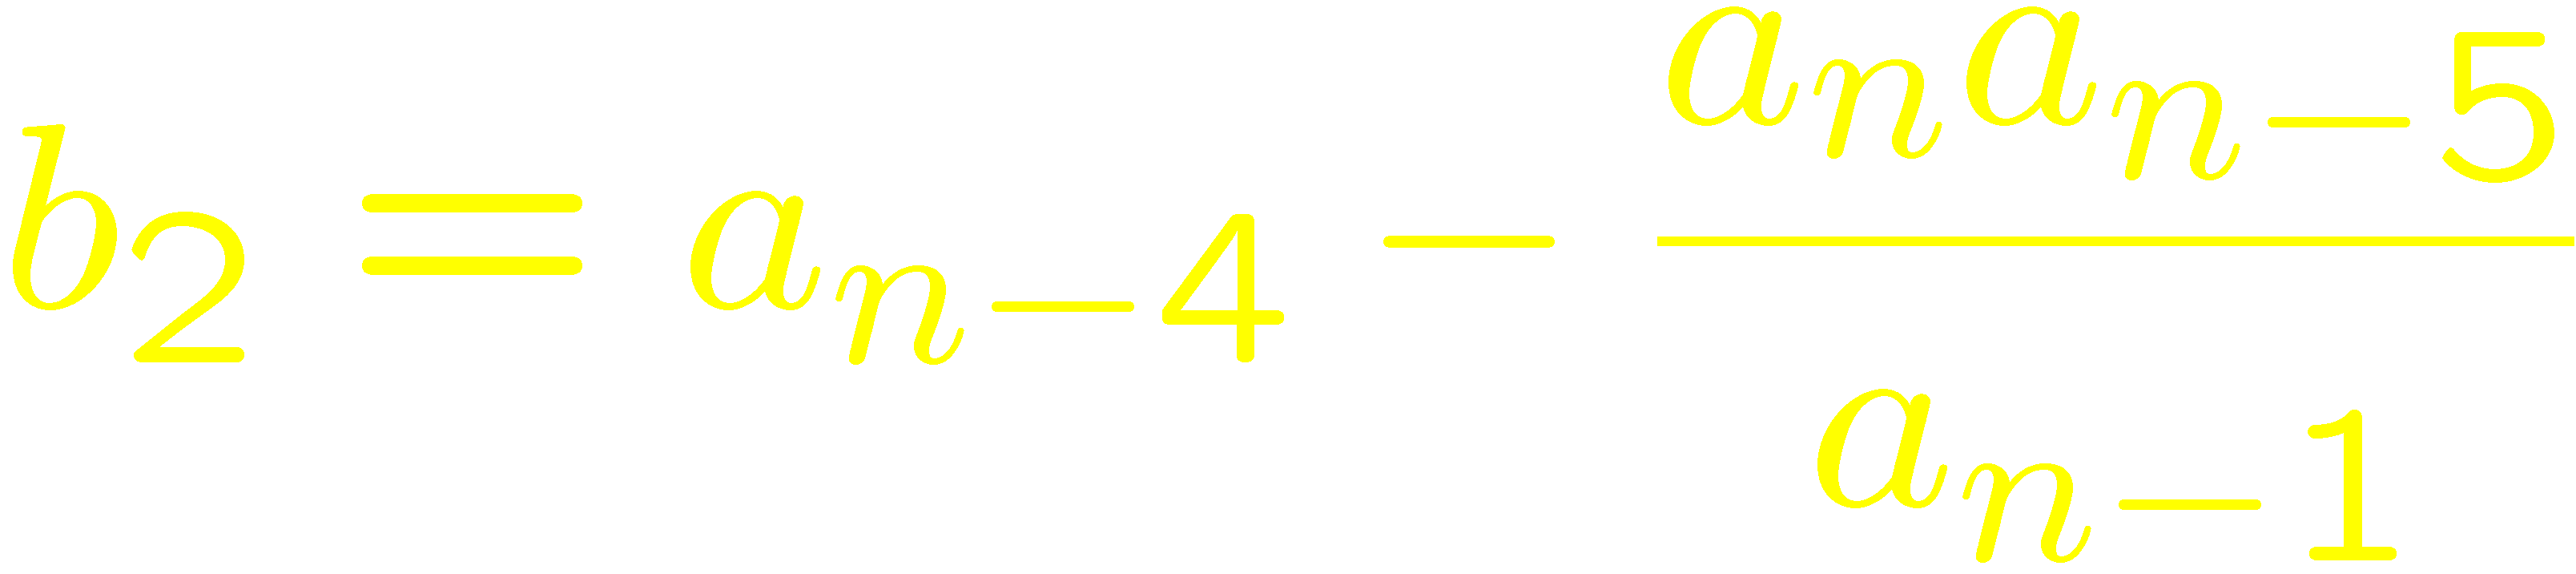 b_2 = a_{n-4} - \frac{a_n a_{n-5}}{a_{n-1}}